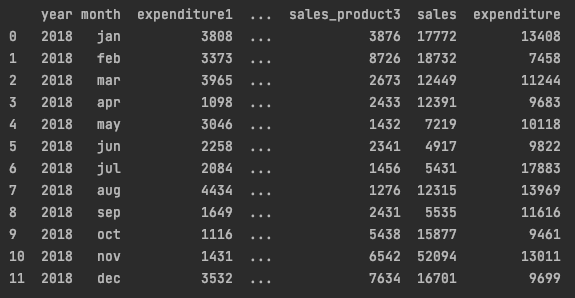 year month expenditure1 ... sales_product3 sales expenditure
0 2018 jan 3808 ... 3876 17772 13408
1 2018 feb 3373 ... 8726 18732 7458
2 2018 mar 3965 ... 2673 12449 11244
3 2018 apr 1098 ... 2433 12391 9683
4 2018 may 3046 ... 1432 7219 10118
5 2018 jun 2258 ... 2341 4917 9822
6 2018 jul 2084 ... 1456 5431 17883
7 2018 aug 4434 ... 1276 12315 13969
8 2018 sep 1649 ... 2431 5535 11616
9 2018 oct 1116 ... 5438 15877 9461
10 2018 nov 1431 ... 6542 52094 13011
11 2018 dec 3532 ... 7634 16701 9699